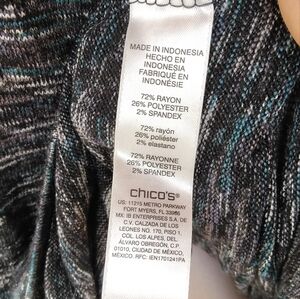 MADE IN INDONESIA
HECHO EN
INDONESIA
FABRIQUÉ EN
INDONÉSIE
72% RAYON
26% POLYESTER
2% SPANDEX
72% rayón
26% poliéster
2% elastano
72% RAYONNE
26% POLYESTER
2% SPANDEX
chico's®
US: 11215 METRO PARKWAY
FORT MYERS, FL 33966
MX: IB ENTERPRISES S.A. DE
C.V. CALZADA DE LOS
LEONES NO. 170, PISO 1,
COL. LOS ALPES, DEL.
ÁLVARO OBREGÓN, C.P.
01010, CIUDAD DE MÉXICO,
MÉXICO. RFC: IEN1701241PA